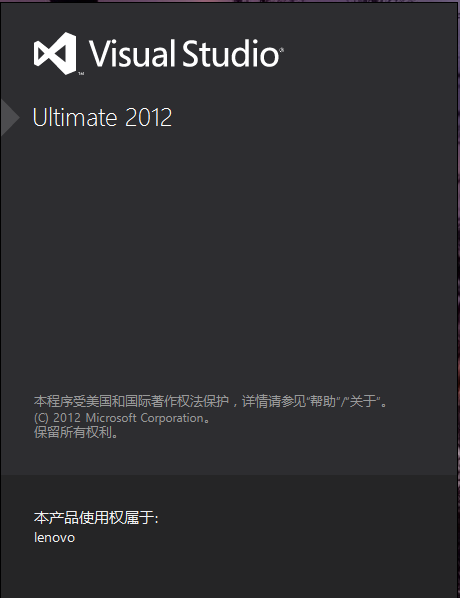 Visual Studio®
Ultimate 2012
本程序受美国和国际著作权法保护，详情请参见“帮助”/“关于”。
(C) 2012 Microsoft Corporation。
保留所有权利。
本产品使用权属于:
lenovo